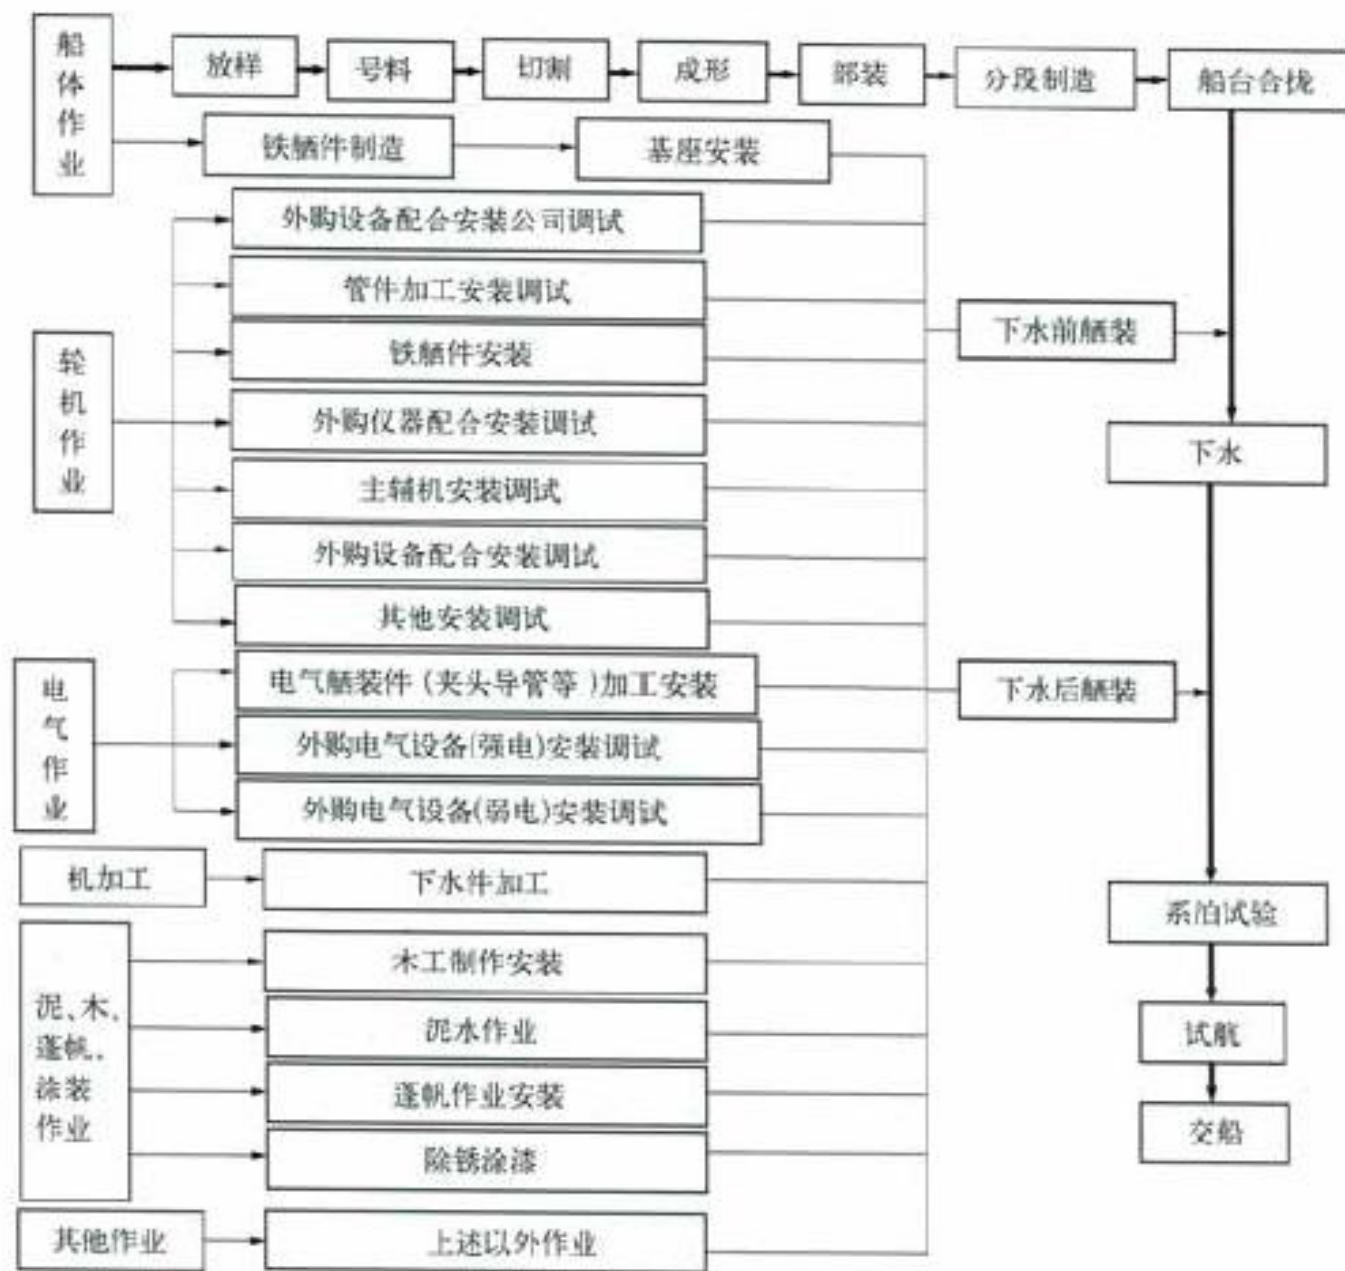 船体作业
放样
号料
切割
成形
部装
分段制造
船台合拢
铁舾件制造
基座安装
轮机作业
外购设备配合安装公司调试
管件加工安装调试
铁舾件安装
外购仪器配合安装调试
主辅机安装调试
外购设备配合安装调试
其他安装调试
下水前舾装
下水
电气作业
电气舾装件(夹头导管等)加工安装
外购电气设备(强电)安装调试
外购电气设备(弱电)安装调试
下水后舾装
机加工
下水件加工
系泊试验
泥、木、
蓬帆、
涂装
作业
木工制作安装
泥水作业
蓬帆作业安装
除锈涂漆
试航
交船
其他作业
上述以外作业